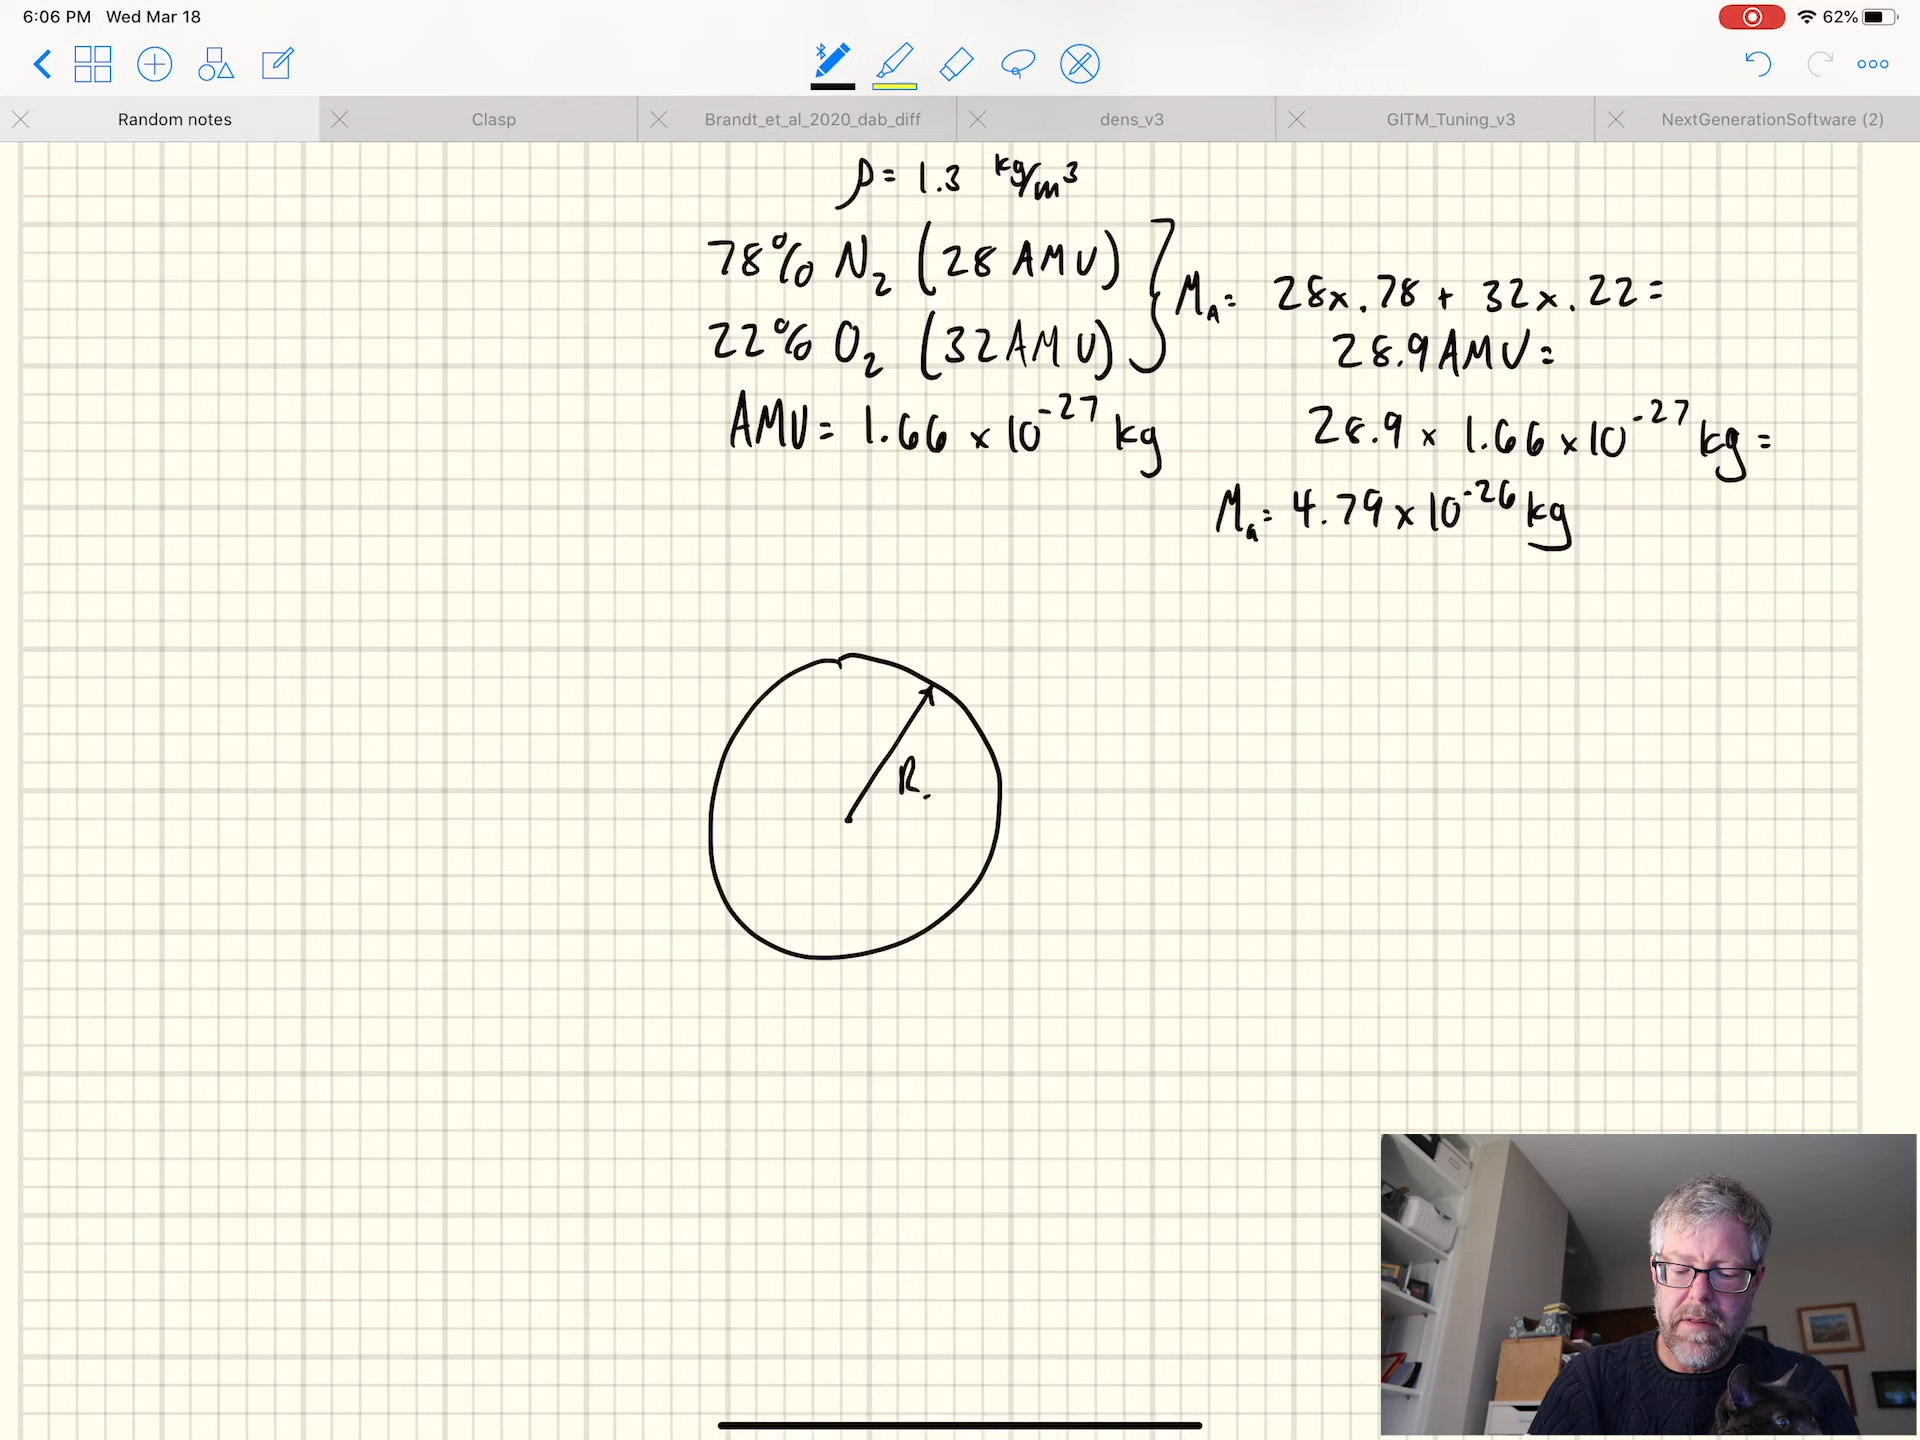 6:06 PM Wed Mar 18 62%
Random notes Clasp Brandt_et_al_2020_dab_diff dens_v3 GITM_Tuning_v3 NextGenerationSoftware (2)
ρ = 1.3 kg/m³
78% N₂ (28 AMU)
22% O₂ (32 AMU)
AMU = 1.66 x 10⁻²⁷ kg
M_A = 28x.78 + 32x.22 =
28.9 AMU =
28.9 x 1.66 x 10⁻²⁷ kg =
M_a = 4.79 x 10⁻²⁶ kg
R.